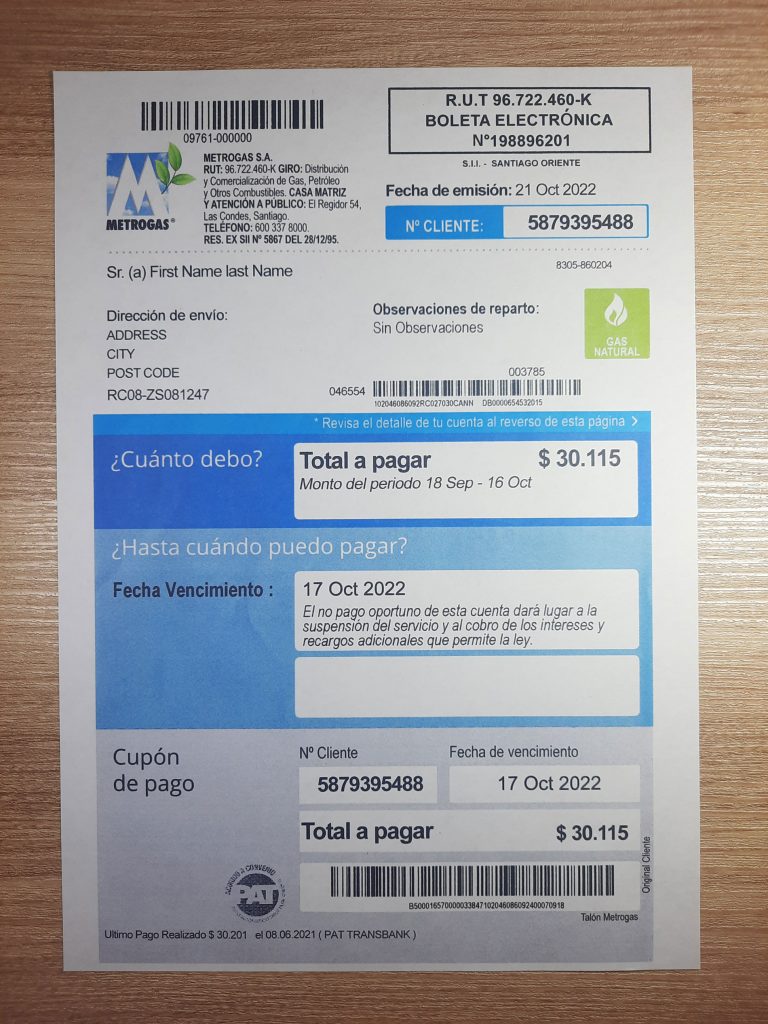 09761-000000
R.U.T 96.722.460-K
BOLETA ELECTRÓNICA
Nº198896201
S.I.I. - SANTIAGO ORIENTE
METROGAS®
METROGAS S.A.
RUT: 96.722.460-K GIRO: Distribución
y Comercialización de Gas, Petróleo
y Otros Combustibles. CASA MATRIZ
Y ATENCIÓN A PÚBLICO: El Regidor 54,
Las Condes, Santiago.
TELÉFONO: 600 337 8000.
RES. EX SII Nº 5867 DEL 28/12/95.
Fecha de emisión: 21 Oct 2022
Nº CLIENTE: 5879395488
Sr. (a) First Name last Name
8305-860204
Dirección de envío:
ADDRESS
CITY
POST CODE
RC08-ZS081247
Observaciones de reparto:
Sin Observaciones
GAS
NATURAL
003785
046554
102046086092RC027030CANN DB0000654532015
* Revisa el detalle de tu cuenta al reverso de esta página >
¿Cuánto debo?
Total a pagar $ 30.115
Monto del periodo 18 Sep - 16 Oct
¿Hasta cuándo puedo pagar?
Fecha Vencimiento :
17 Oct 2022
El no pago oportuno de esta cuenta dará lugar a la
suspensión del servicio y al cobro de los intereses y
recargos adicionales que permite la ley.
Cupón
de pago
Nº Cliente
Fecha de vencimiento
5879395488
17 Oct 2022
Total a pagar $ 30.115
PAT
B50001657000003384710204608609240007091​8
Original Cliente
Talón Metrogas
Ultimo Pago Realizado $ 30.201 el 08.06.2021 ( PAT TRANSBANK )